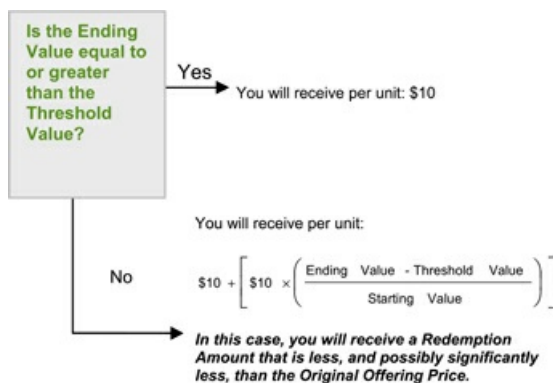 Is the Ending
Value equal to
or greater
than the
Threshold
Value?
Yes
You will receive per unit: $10
You will receive per unit:
No
$10 + [ $10 × ( Ending Value - Threshold Value / Starting Value ) ]
In this case, you will receive a Redemption
Amount that is less, and possibly significantly
less, than the Original Offering Price.